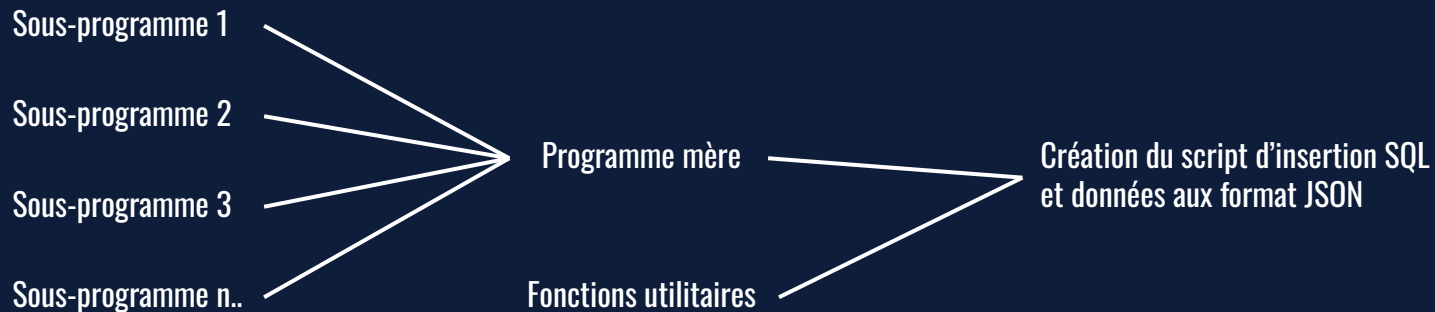 Sous-programme 1
Sous-programme 2
Programme mère
Création du script d'insertion SQL
et données aux format JSON
Sous-programme 3
Sous-programme n..
Fonctions utilitaires